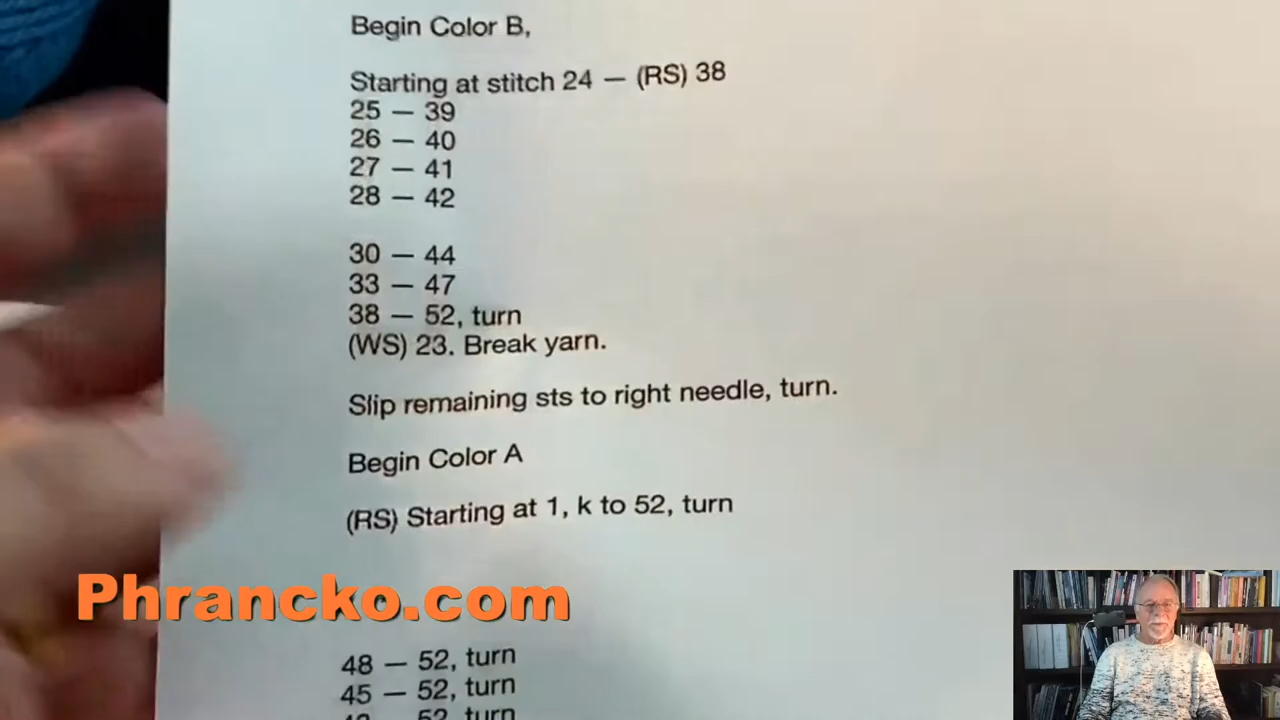 Begin Color B,
Starting at stitch 24 — (RS) 38
25 — 39
26 — 40
27 — 41
28 — 42
30 — 44
33 — 47
38 — 52, turn
(WS) 23. Break yarn.
Slip remaining sts to right needle, turn.
Begin Color A
(RS) Starting at 1, k to 52, turn
Phrancko.com
48 — 52, turn
45 — 52, turn
52, turn